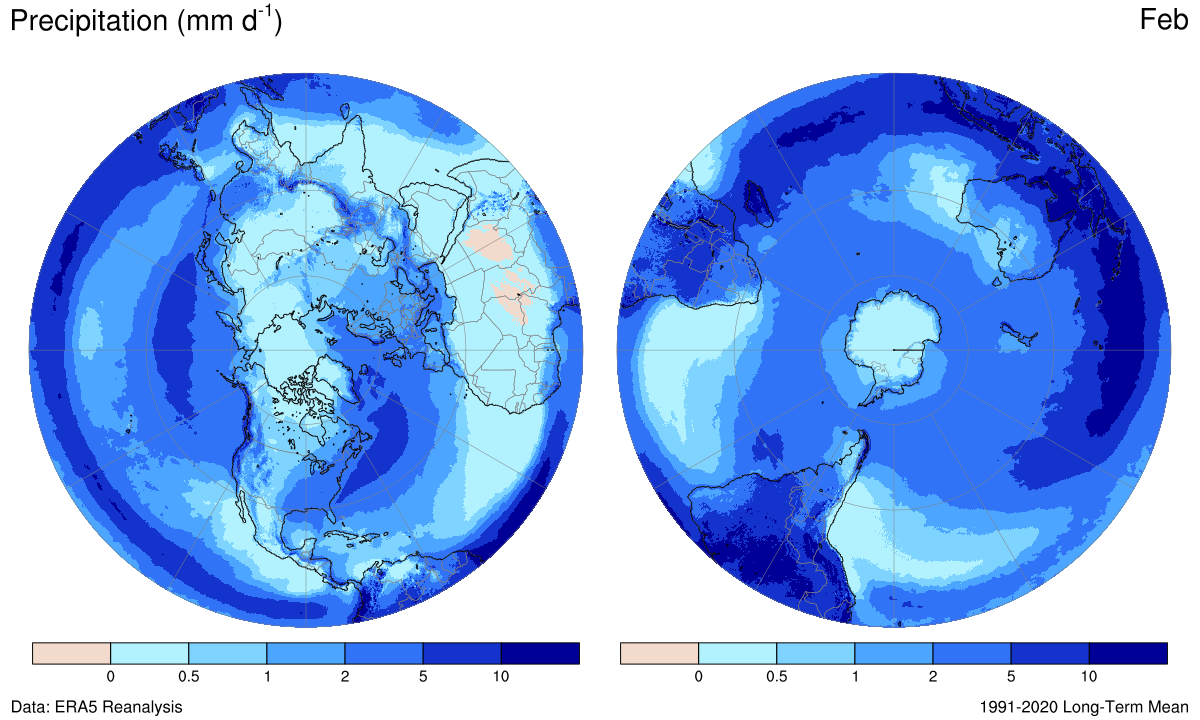 Precipitation (mm d⁻¹)
Feb
0 0.5 1 2 5 10
0 0.5 1 2 5 10
Data: ERA5 Reanalysis
1991-2020 Long-Term Mean